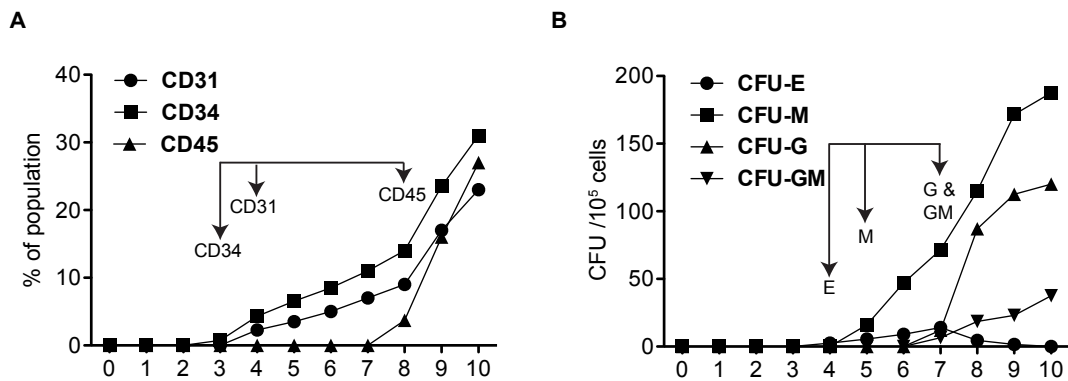 A
40
30
20
10
0
% of population
CD31
CD34
CD45
CD31
CD45
CD34
0 1 2 3 4 5 6 7 8 9 10
B
200
150
100
50
0
CFU /10⁵ cells
CFU-E
CFU-M
CFU-G
CFU-GM
G &
GM
M
E
0 1 2 3 4 5 6 7 8 9 10